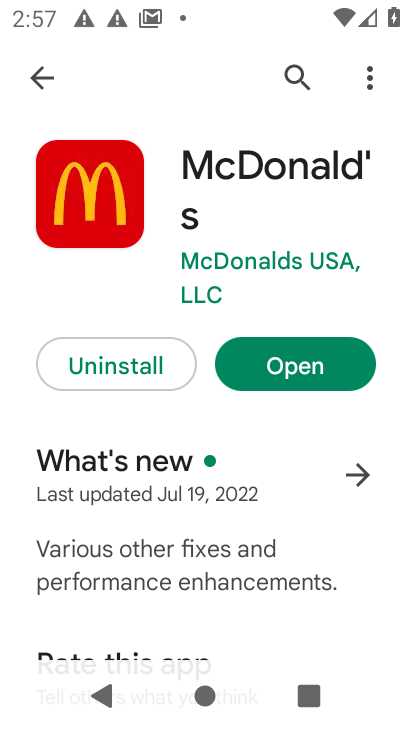 2:57
McDonald'
s
McDonalds USA,
LLC
Uninstall
Open
What's new
Last updated Jul 19, 2022
Various other fixes and
performance enhancements.
Rate this app
Tell others what you think